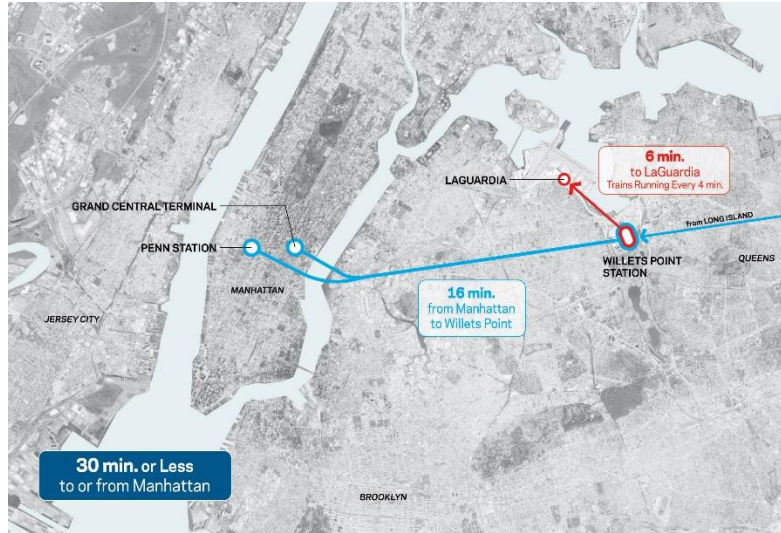 6 min.
to LaGuardia
Trains Running Every 4 min.
LAGUARDIA
from LONG ISLAND
GRAND CENTRAL TERMINAL
PENN STATION
WILLETS POINT
STATION
QUEENS
MANHATTAN
16 min.
from Manhattan
to Willets Point
JERSEY CITY
30 min. or Less
to or from Manhattan
BROOKLYN